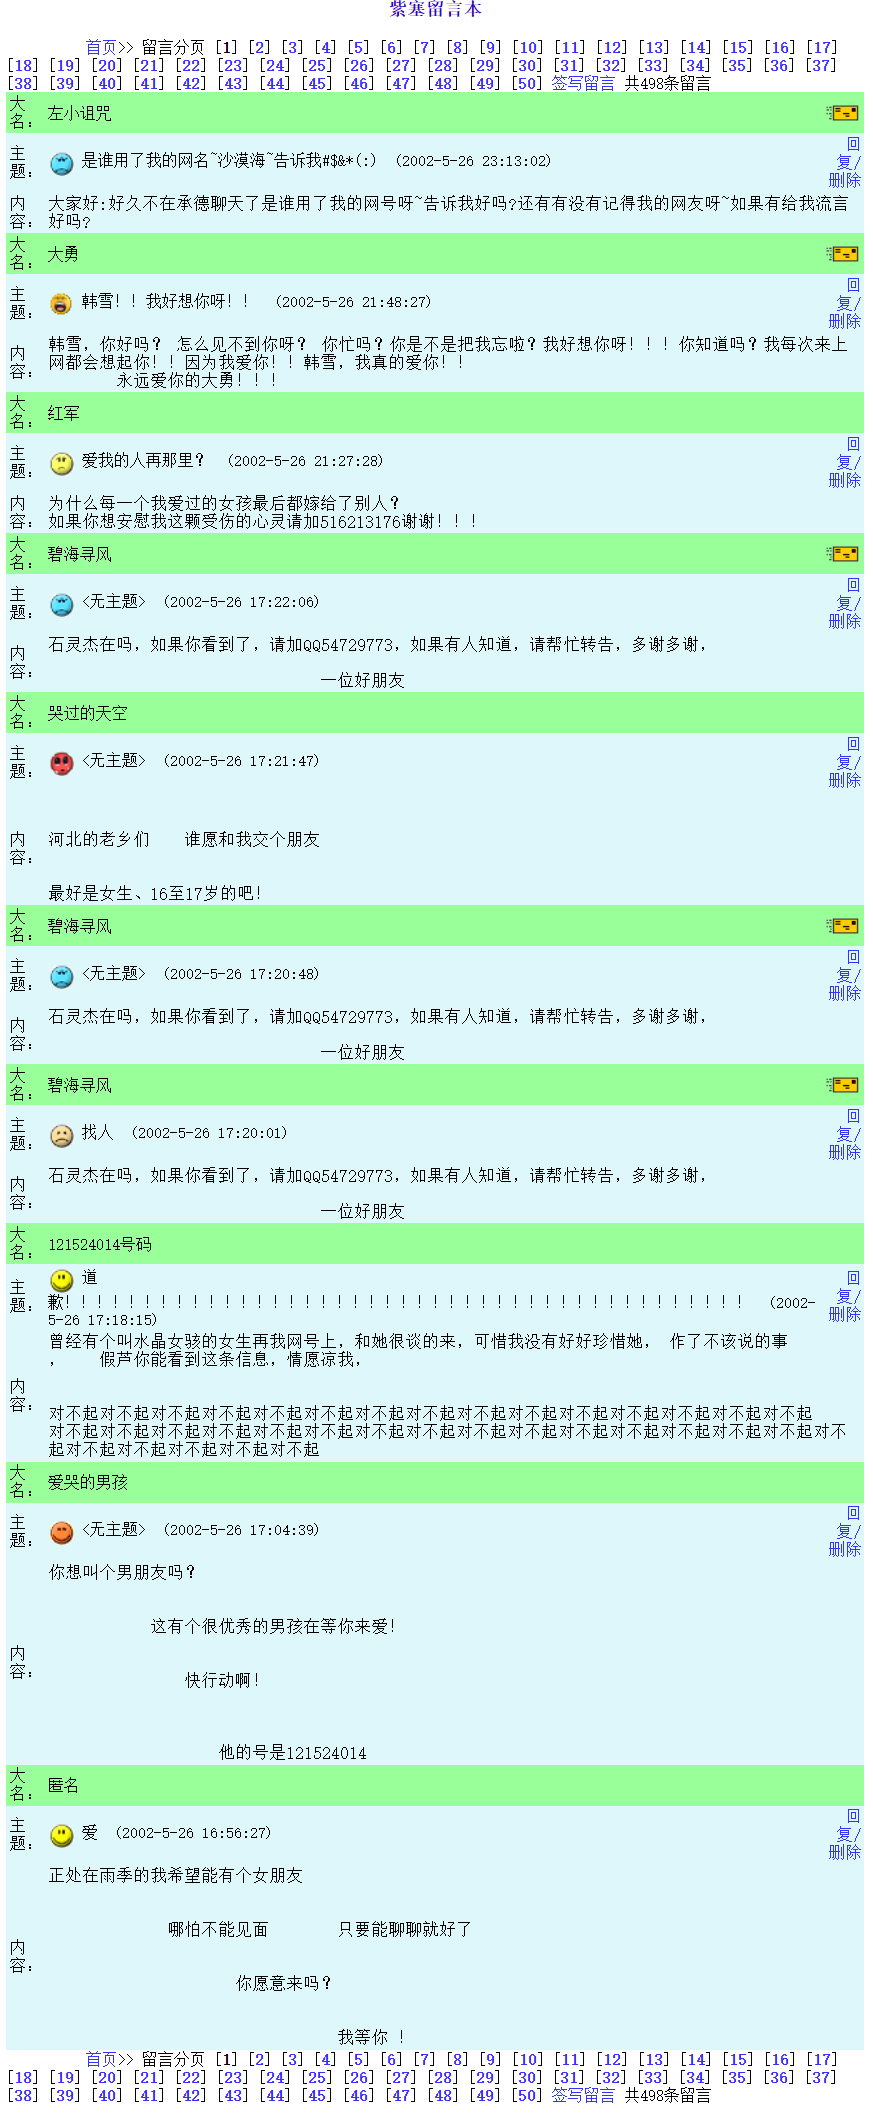 紫塞留言本
首页>> 留言分页 [1] [2] [3] [4] [5] [6] [7] [8] [9] [10] [11] [12] [13] [14] [15] [16] [17]
[18] [19] [20] [21] [22] [23] [24] [25] [26] [27] [28] [29] [30] [31] [32] [33] [34] [35] [36] [37]
[38] [39] [40] [41] [42] [43] [44] [45] [46] [47] [48] [49] [50] 签写留言 共498条留言
大名： 左小诅咒
主题： 是谁用了我的网名~沙漠海~告诉我#$&*(:) (2002-5-26 23:13:02) 回复/删除
内容： 大家好:好久不在承德聊天了是谁用了我的网号呀~告诉我好吗?还有有没有记得我的网友呀~如果有给我流言
好吗?
大名： 大勇
主题： 韩雪！！我好想你呀！！ (2002-5-26 21:48:27) 回复/删除
内容： 韩雪，你好吗？ 怎么见不到你呀？ 你忙吗？你是不是把我忘啦？我好想你呀！！！你知道吗？我每次来上
网都会想起你！！因为我爱你！！韩雪，我真的爱你！！
永远爱你的大勇！！！
大名： 红军
主题： 爱我的人再那里？ (2002-5-26 21:27:28) 回复/删除
内容： 为什么每一个我爱过的女孩最后都嫁给了别人？
如果你想安慰我这颗受伤的心灵请加516213176谢谢！！！
大名： 碧海寻风
主题： <无主题> (2002-5-26 17:22:06) 回复/删除
内容： 石灵杰在吗，如果你看到了，请加QQ54729773，如果有人知道，请帮忙转告，多谢多谢，
一位好朋友
大名： 哭过的天空
主题： <无主题> (2002-5-26 17:21:47) 回复/删除
内容： 河北的老乡们 谁愿和我交个朋友
最好是女生、16至17岁的吧！
大名： 碧海寻风
主题： <无主题> (2002-5-26 17:20:48) 回复/删除
内容： 石灵杰在吗，如果你看到了，请加QQ54729773，如果有人知道，请帮忙转告，多谢多谢，
一位好朋友
大名： 碧海寻风
主题： 找人 (2002-5-26 17:20:01) 回复/删除
内容： 石灵杰在吗，如果你看到了，请加QQ54729773，如果有人知道，请帮忙转告，多谢多谢，
一位好朋友
大名： 121524014号码
主题： 道 回复/删除
歉！！！！！！！！！！！！！！！！！！！！！！！！！！！！！！！！！！！！！！！！！！！ (2002-
5-26 17:18:15)
内容： 曾经有个叫水晶女骇的女生再我网号上，和她很谈的来，可惜我没有好好珍惜她， 作了不该说的事
， 假芦你能看到这条信息，情愿凉我，
对不起对不起对不起对不起对不起对不起对不起对不起对不起对不起对不起对不起对不起对不起对不起
对不起对不起对不起对不起对不起对不起对不起对不起对不起对不起对不起对不起对不起对不起对不起对不
起对不起对不起对不起对不起对不起
大名： 爱哭的男孩
主题： <无主题> (2002-5-26 17:04:39) 回复/删除
内容： 你想叫个男朋友吗？
这有个很优秀的男孩在等你来爱！
快行动啊！
他的号是121524014
大名： 匿名
主题： 爱 (2002-5-26 16:56:27) 回复/删除
内容： 正处在雨季的我希望能有个女朋友
哪怕不能见面 只要能聊聊就好了
你愿意来吗？
我等你 ！
首页>> 留言分页 [1] [2] [3] [4] [5] [6] [7] [8] [9] [10] [11] [12] [13] [14] [15] [16] [17]
[18] [19] [20] [21] [22] [23] [24] [25] [26] [27] [28] [29] [30] [31] [32] [33] [34] [35] [36] [37]
[38] [39] [40] [41] [42] [43] [44] [45] [46] [47] [48] [49] [50] 签写留言 共498条留言